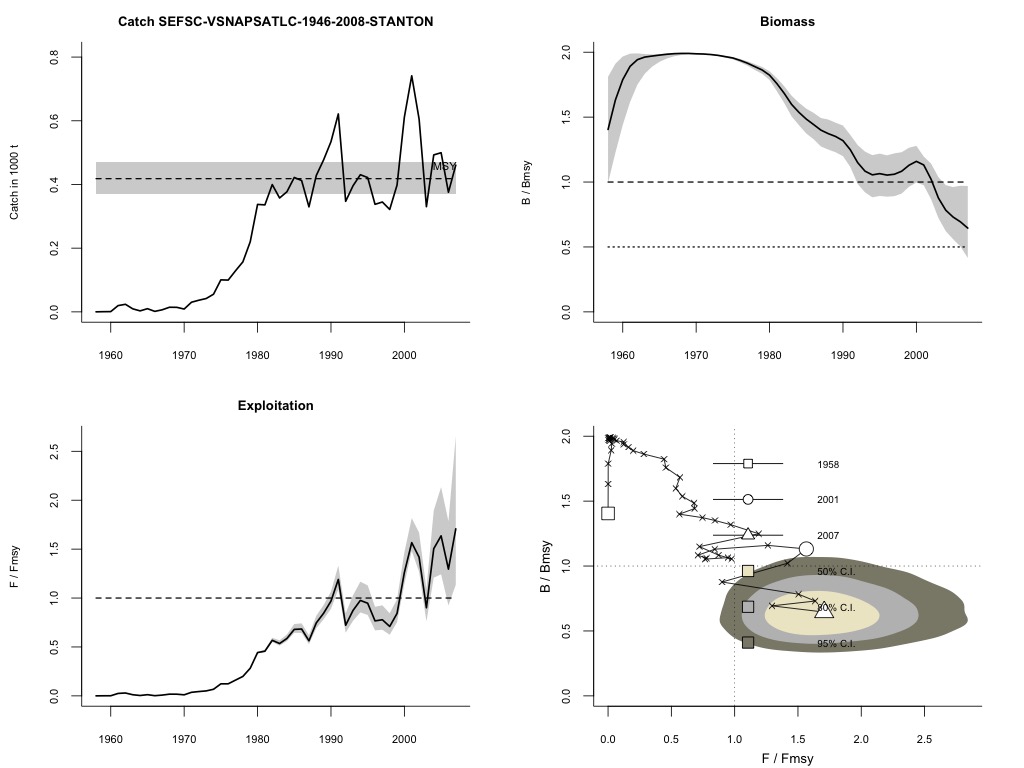 Catch SEFSC-VSNAPSATLC-1946-2008-STANTON
Catch in 1000 t
0.0 0.2 0.4 0.6 0.8
MSY
1960 1970 1980 1990 2000
Biomass
B / Bmsy
0.0 0.5 1.0 1.5 2.0
1960 1970 1980 1990 2000
Exploitation
F / Fmsy
0.0 0.5 1.0 1.5 2.0 2.5
1960 1970 1980 1990 2000
B / Bmsy
0.0 0.5 1.0 1.5 2.0
1958
2001
2007
50% C.I.
80% C.I.
95% C.I.
0.0 0.5 1.0 1.5 2.0 2.5
F / Fmsy